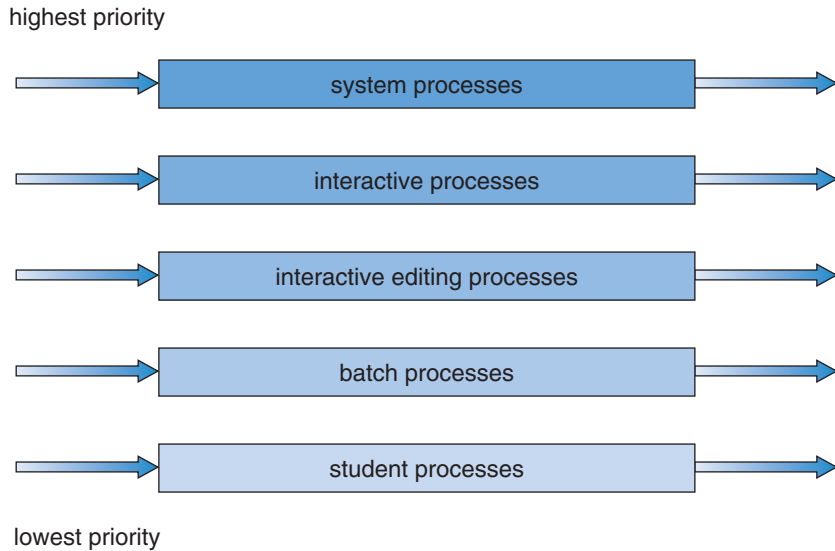 highest priority
system processes
interactive processes
interactive editing processes
batch processes
student processes
lowest priority